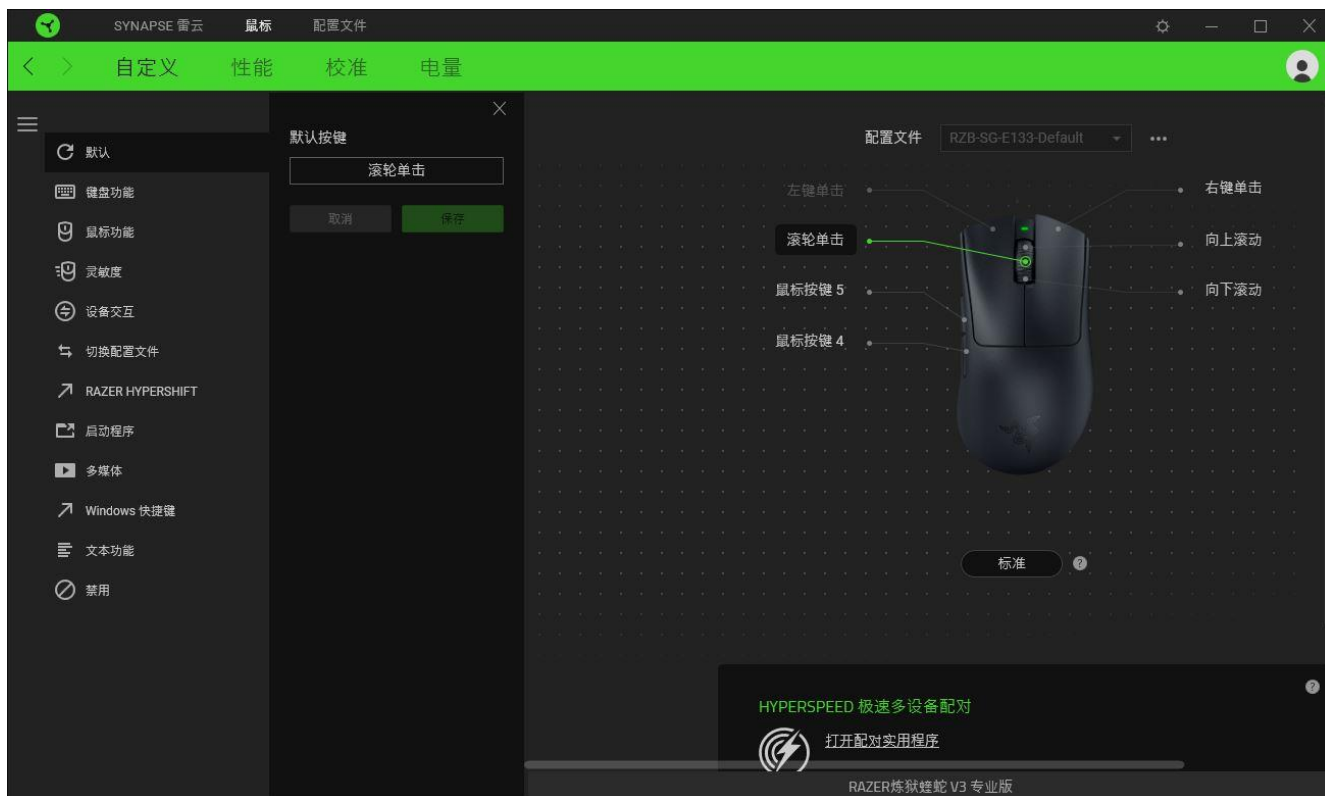 SYNAPSE 雷云 鼠标 配置文件
自定义 性能 校准 电量
默认
键盘功能
鼠标功能
灵敏度
设备交互
切换配置文件
RAZER HYPERSHIFT
启动程序
多媒体
Windows 快捷键
文本功能
禁用
默认按键
滚轮单击
取消 保存
配置文件 RZB-SG-E133-Default
左键单击
滚轮单击
鼠标按键 5
鼠标按键 4
右键单击
向上滚动
向下滚动
标准 ?
?
HYPERSPEED 极速多设备配对
打开配对实用程序
RAZER炼狱蝰蛇 V3 专业版